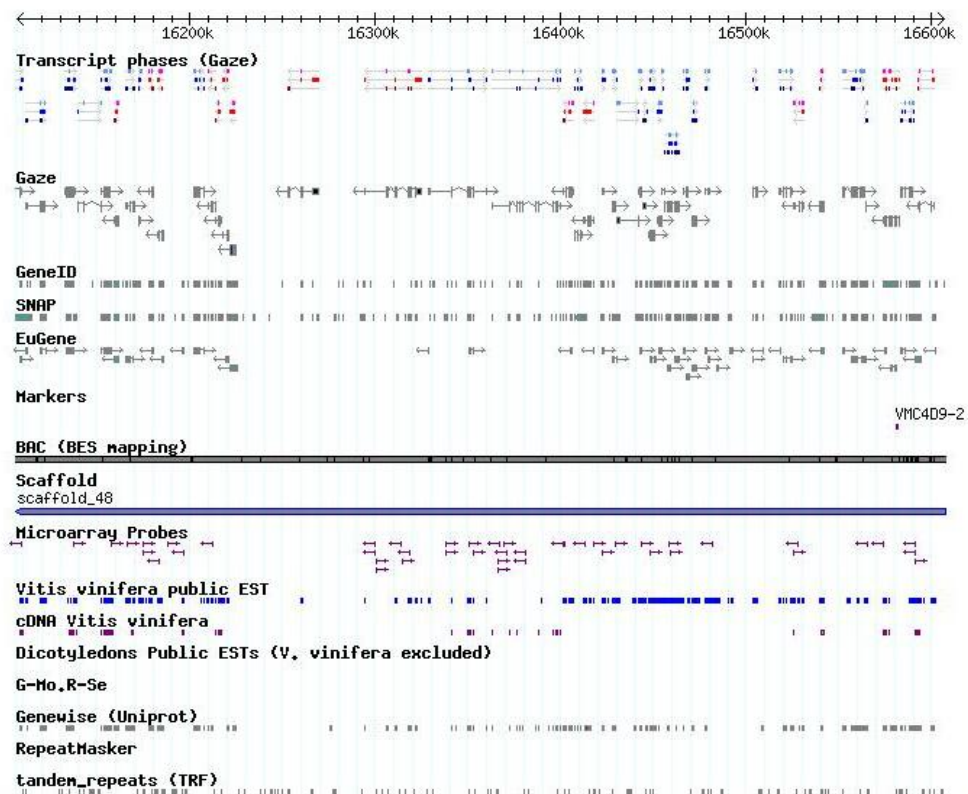 16200k 16300k 16400k 16500k 16600k
Transcript phases (Gaze)
Gaze
GeneID
SNAP
EuGene
Markers
VMC4D9-2
BAC (BES mapping)
Scaffold
scaffold_48
Microarray Probes
Vitis vinifera public EST
cDNA Vitis vinifera
Dicotyledons Public ESTs (V. vinifera excluded)
G-Mo.R-Se
Genewise (Uniprot)
RepeatMasker
tandem_repeats (TRF)